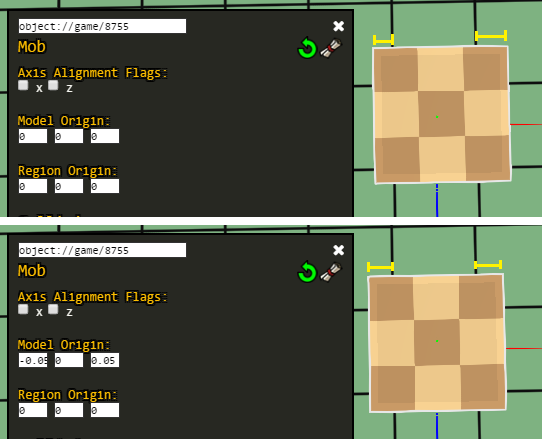 object://game/8755
Mob
Axis Alignment Flags:
x z
Model Origin:
0 0 0
Region Origin:
0 0 0
object://game/8755
Mob
Axis Alignment Flags:
x z
Model Origin:
-0.05 0 0.05
Region Origin:
0 0 0